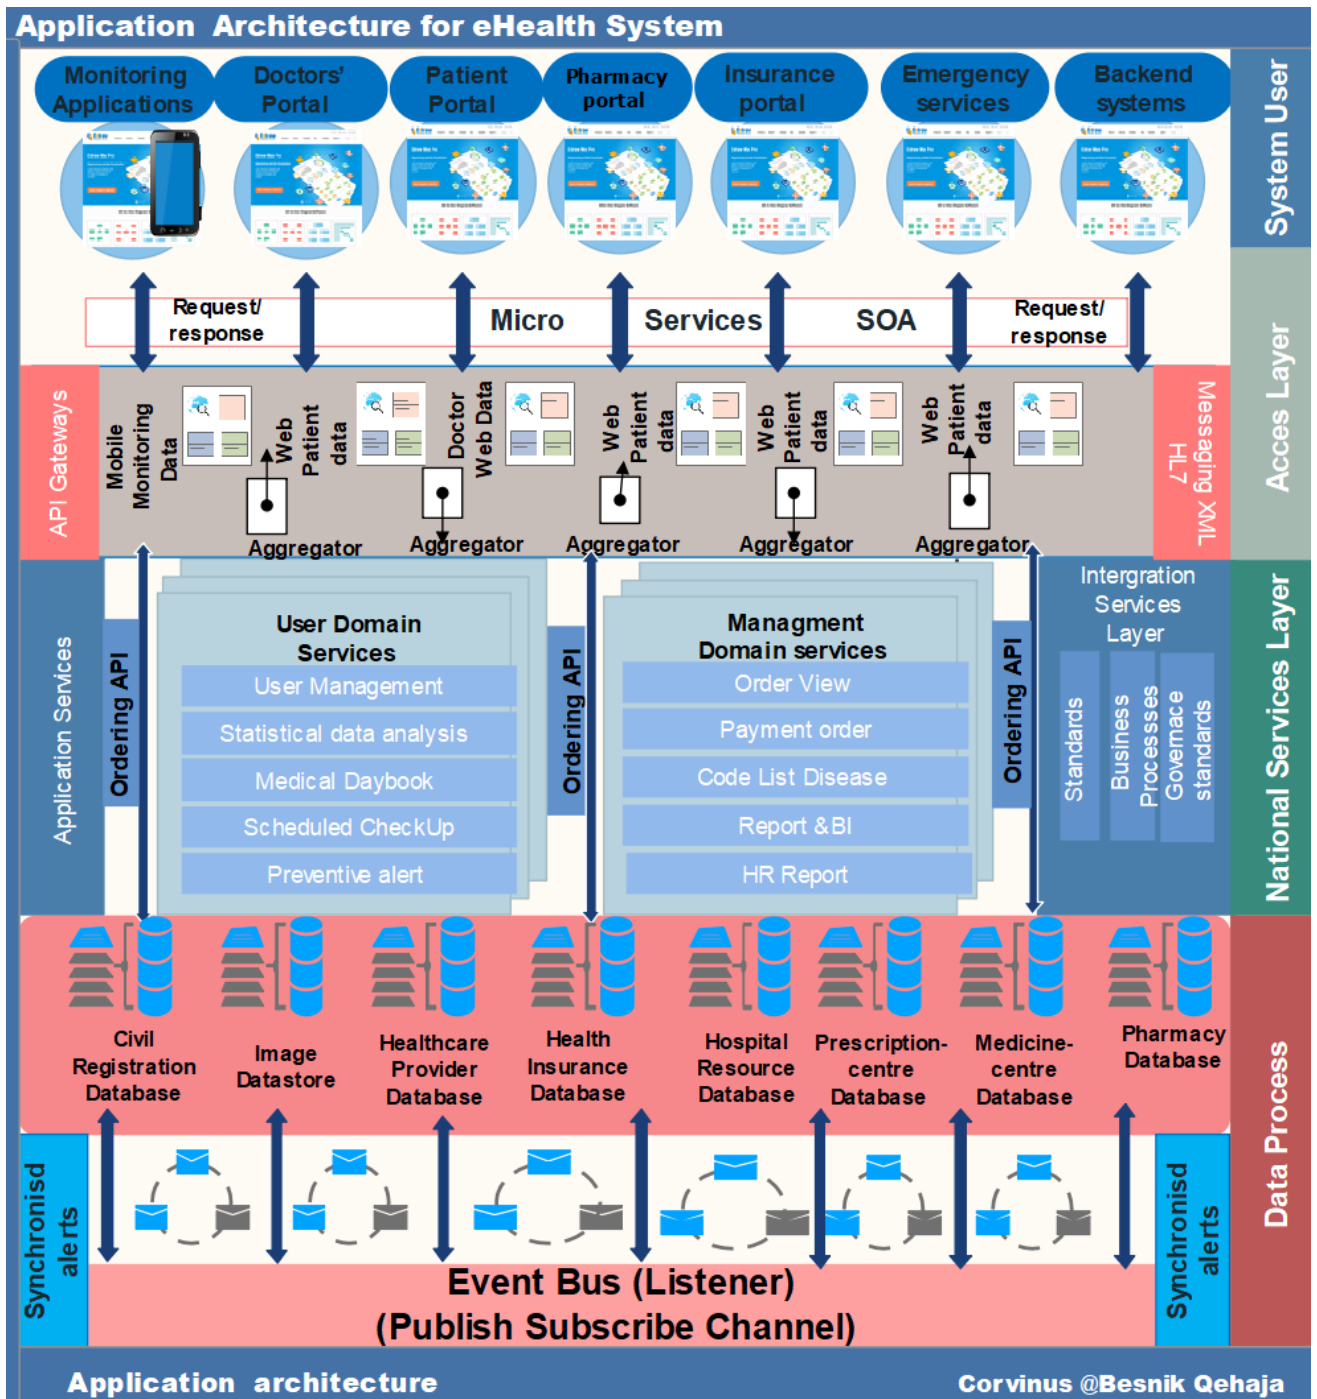 Application Architecture for eHealth System
Monitoring
Applications
Doctors'
Portal
Patient
Portal
Pharmacy
portal
Insurance
portal
Emergency
services
Backend
systems
System User
Request/
response
Micro
Services
SOA
Request/
response
Acces Layer
API Gateways
Mobile
Monitoring
Data
Web
Patient
data
Doctor
Web Data
Web
Patient
data
Web
Patient
data
Web
Patient
data
Messaging XML
HL7
Aggregator
Aggregator
Aggregator
Aggregator
Aggregator
Application Services
Ordering API
User Domain
Services
User Management
Statistical data analysis
Medical Daybook
Scheduled CheckUp
Preventive alert
Ordering API
Managment
Domain services
Order View
Payment order
Code List Disease
Report &BI
HR Report
Ordering API
Intergration
Services
Layer
Standards
Business
Processes
Governace
standards
National Services Layer
Civil
Registration
Database
Image
Datastore
Healthcare
Provider
Database
Health
Insurance
Database
Hospital
Resource
Database
Prescription-
centre
Database
Medicine-
centre
Database
Pharmacy
Database
Data Process
Synchronisd
alerts
Synchronisd
alerts
Event Bus (Listener)
(Publish Subscribe Channel)
Application architecture
Corvinus @Besnik Qehaja